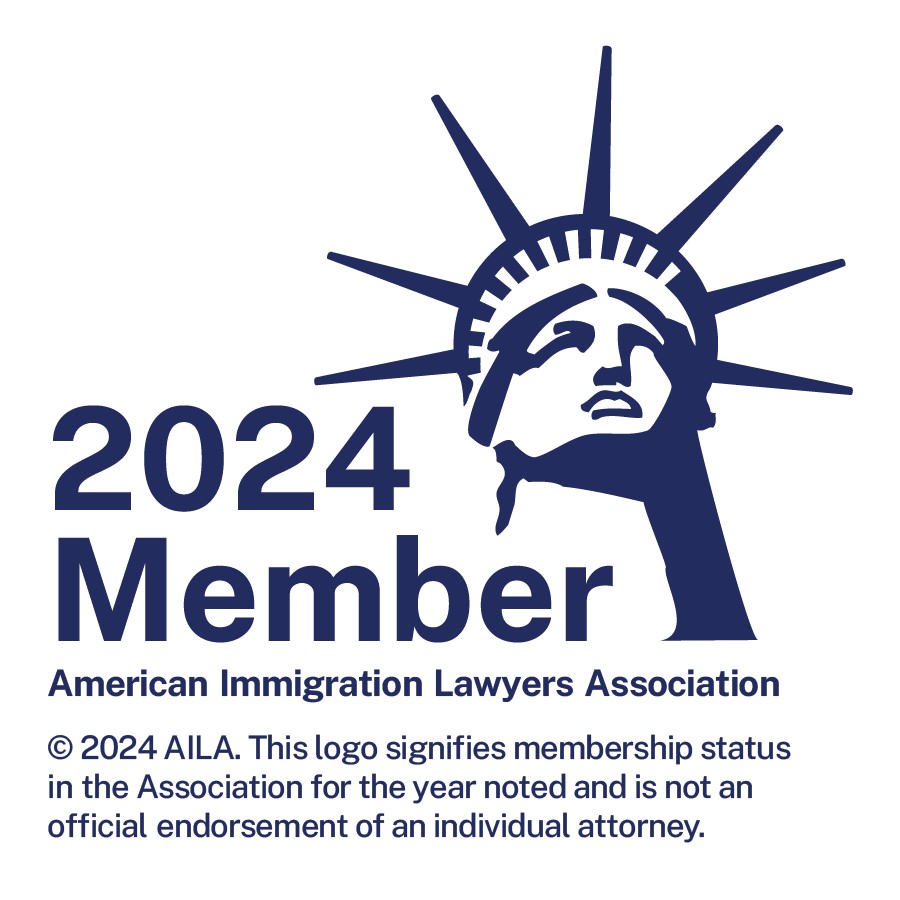 2024
Member
American Immigration Lawyers Association
© 2024 AILA. This logo signifies membership status
in the Association for the year noted and is not an
official endorsement of an individual attorney.